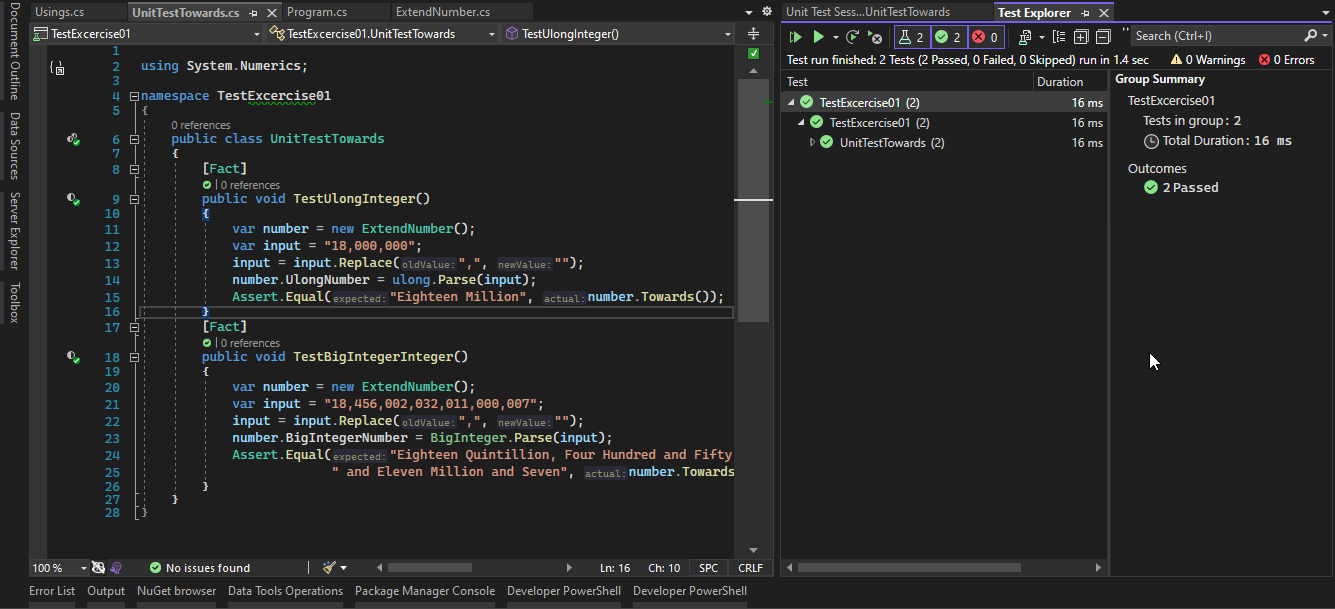 Document Outline
Data Sources
Server Explorer
Toolbox
Usings.cs
UnitTestTowards.cs
Program.cs
ExtendNumber.cs
TestExcercise01
TestExcercise01.UnitTestTowards
TestUlongInteger()
1
2 using System.Numerics;
3
4 namespace TestExcercise01
5 {
0 references
6 public class UnitTestTowards
7 {
8 [Fact]
| 0 references
9 public void TestUlongInteger()
10 {
11 var number = new ExtendNumber();
12 var input = "18,000,000";
13 input = input.Replace(oldValue: ",", newValue: "");
14 number.UlongNumber = ulong.Parse(input);
15 Assert.Equal(expected: "Eighteen Million", actual: number.Towards());
16 }
17 [Fact]
| 0 references
18 public void TestBigIntegerInteger()
19 {
20 var number = new ExtendNumber();
21 var input = "18,456,002,032,011,000,007";
22 input = input.Replace(oldValue: ",", newValue: "");
23 number.BigIntegerNumber = BigInteger.Parse(input);
24 Assert.Equal(expected: "Eighteen Quintillion, Four Hundred and Fifty
25 " and Eleven Million and Seven", actual: number.Towards
26 }
27 }
28 }
100 %
No issues found
Ln: 16
Ch: 10
SPC
CRLF
Error List
Output
NuGet browser
Data Tools Operations
Package Manager Console
Developer PowerShell
Developer PowerShell
Unit Test Sess...UnitTestTowards
Test Explorer
2
2
0
Search (Ctrl+I)
Test run finished: 2 Tests (2 Passed, 0 Failed, 0 Skipped) run in 1.4 sec
0 Warnings
0 Errors
Test
Duration
TestExcercise01 (2) 16 ms
TestExcercise01 (2) 16 ms
UnitTestTowards (2) 16 ms
Group Summary
TestExcercise01
Tests in group: 2
Total Duration: 16 ms
Outcomes
2 Passed